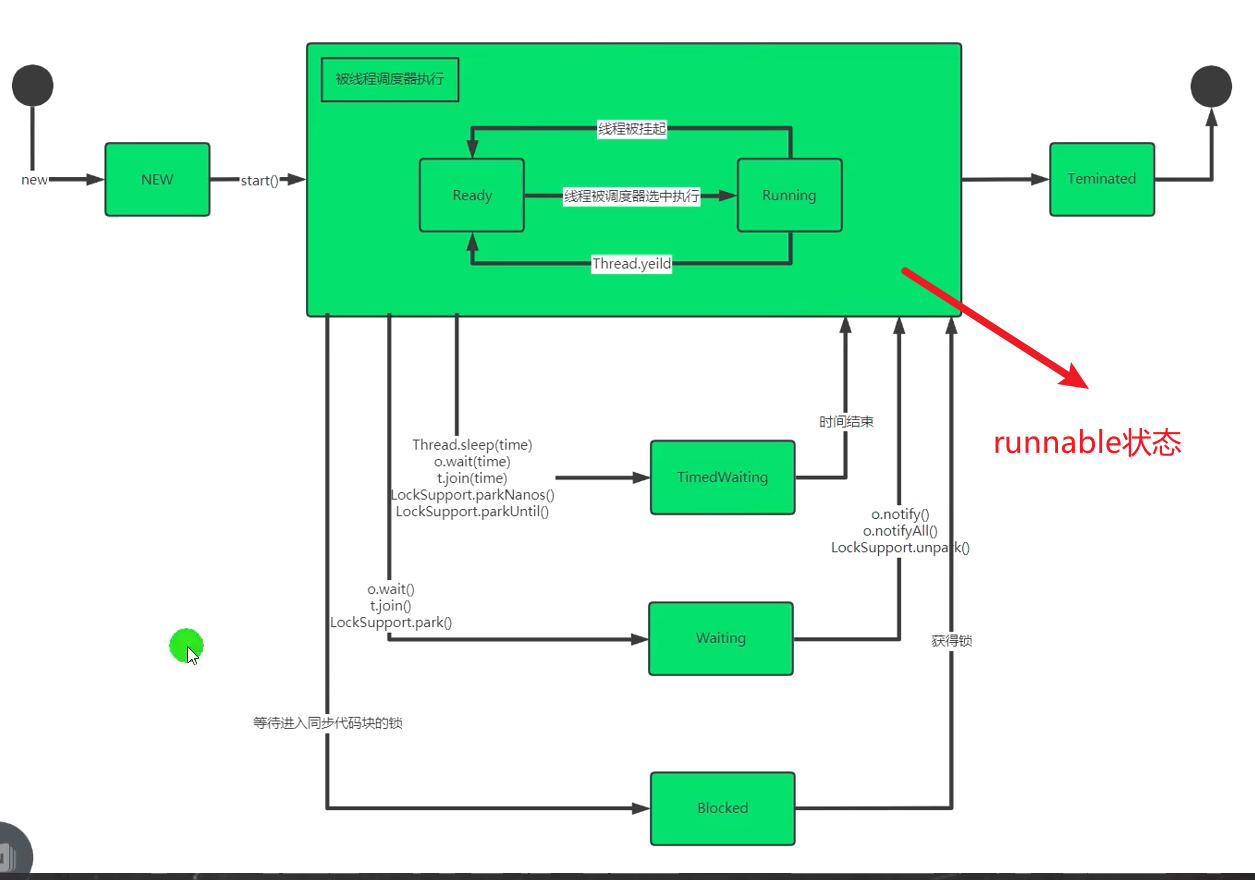 被线程调度器执行
线程被挂起
new
NEW
start()
Ready
线程被调度器选中执行
Running
Teminated
Thread.yeild
runnable状态
时间结束
Thread.sleep(time)
o.wait(time)
t.join(time)
LockSupport.parkNanos()
LockSupport.parkUntil()
TimedWaiting
o.notify()
o.notifyAll()
LockSupport.unpark()
o.wait()
t.join()
LockSupport.park()
Waiting
获得锁
等待进入同步代码块的锁
Blocked